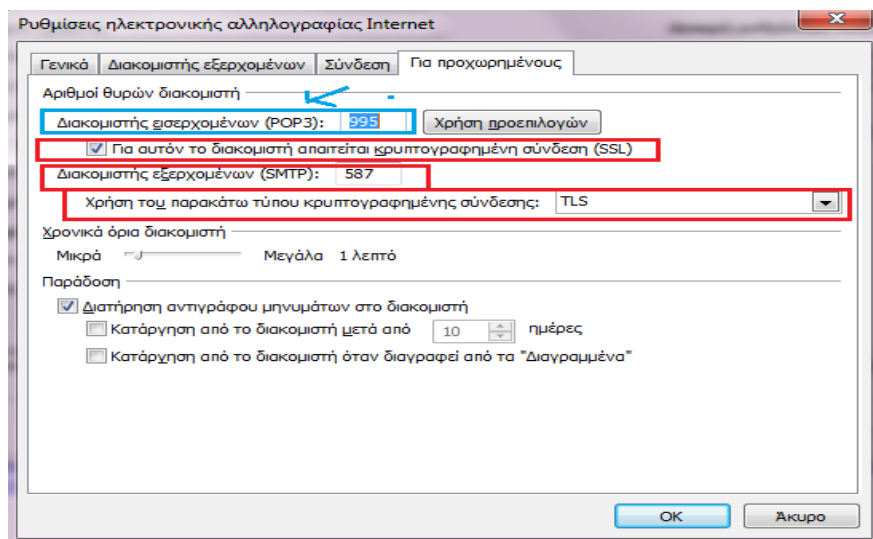 Ρυθμίσεις ηλεκτρονικής αλληλογραφίας Internet
Γενικά Διακομιστής εξερχομένων Σύνδεση Για προχωρημένους
Αριθμοί θυρών διακομιστή
Διακομιστής εισερχομένων (POP3): 995 Χρήση προεπιλογών
Για αυτόν το διακομιστή απαιτείται κρυπτογραφημένη σύνδεση (SSL)
Διακομιστής εξερχομένων (SMTP): 587
Χρήση του παρακάτω τύπου κρυπτογραφημένης σύνδεσης: TLS
Χρονικά όρια διακομιστή
Μικρά Μεγάλα 1 λεπτό
Παράδοση
Διατήρηση αντιγράφου μηνυμάτων στο διακομιστή
Κατάργηση από το διακομιστή μετά από 10 ημέρες
Κατάρχηση από το διακομιστή όταν διαγραφεί από τα "Διαγραμμένα"
OK Άκυρο